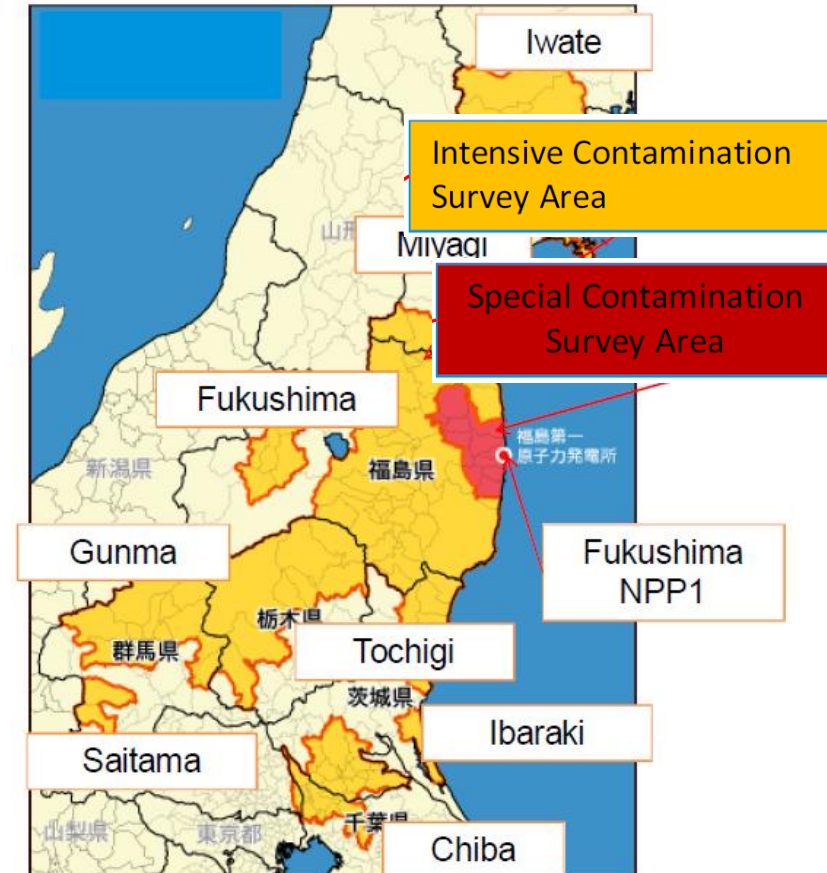 Iwate
Intensive Contamination
Survey Area
山形
Miyagi
Special Contamination
Survey Area
Fukushima
福島第一
原子力発電所
新潟県
福島県
Gunma
Fukushima
NPP1
栃木県
群馬県
Tochigi
茨城県
Ibaraki
Saitama
山梨県
東京都
千葉県
Chiba